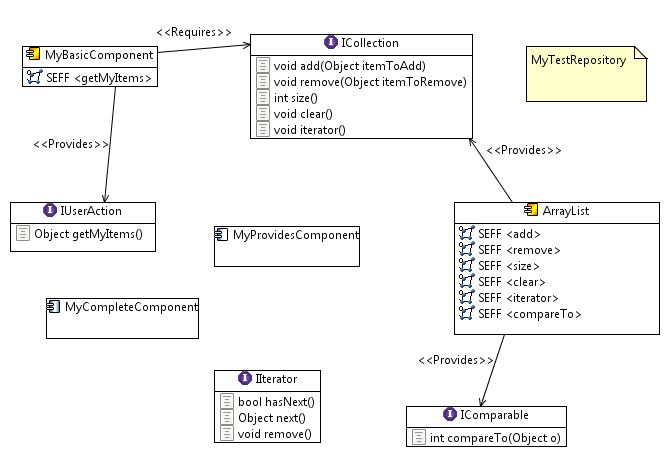 <<Requires>>
MyBasicComponent
SEFF <getMyItems>
ICollection
void add(Object itemToAdd)
void remove(Object itemToRemove)
int size()
void clear()
void iterator()
MyTestRepository
<<Provides>>
<<Provides>>
IUserAction
Object getMyItems()
MyProvidesComponent
ArrayList
SEFF <add>
SEFF <remove>
SEFF <size>
SEFF <clear>
SEFF <iterator>
SEFF <compareTo>
MyCompleteComponent
<<Provides>>
IIterator
bool hasNext()
Object next()
void remove()
IComparable
int compareTo(Object o)